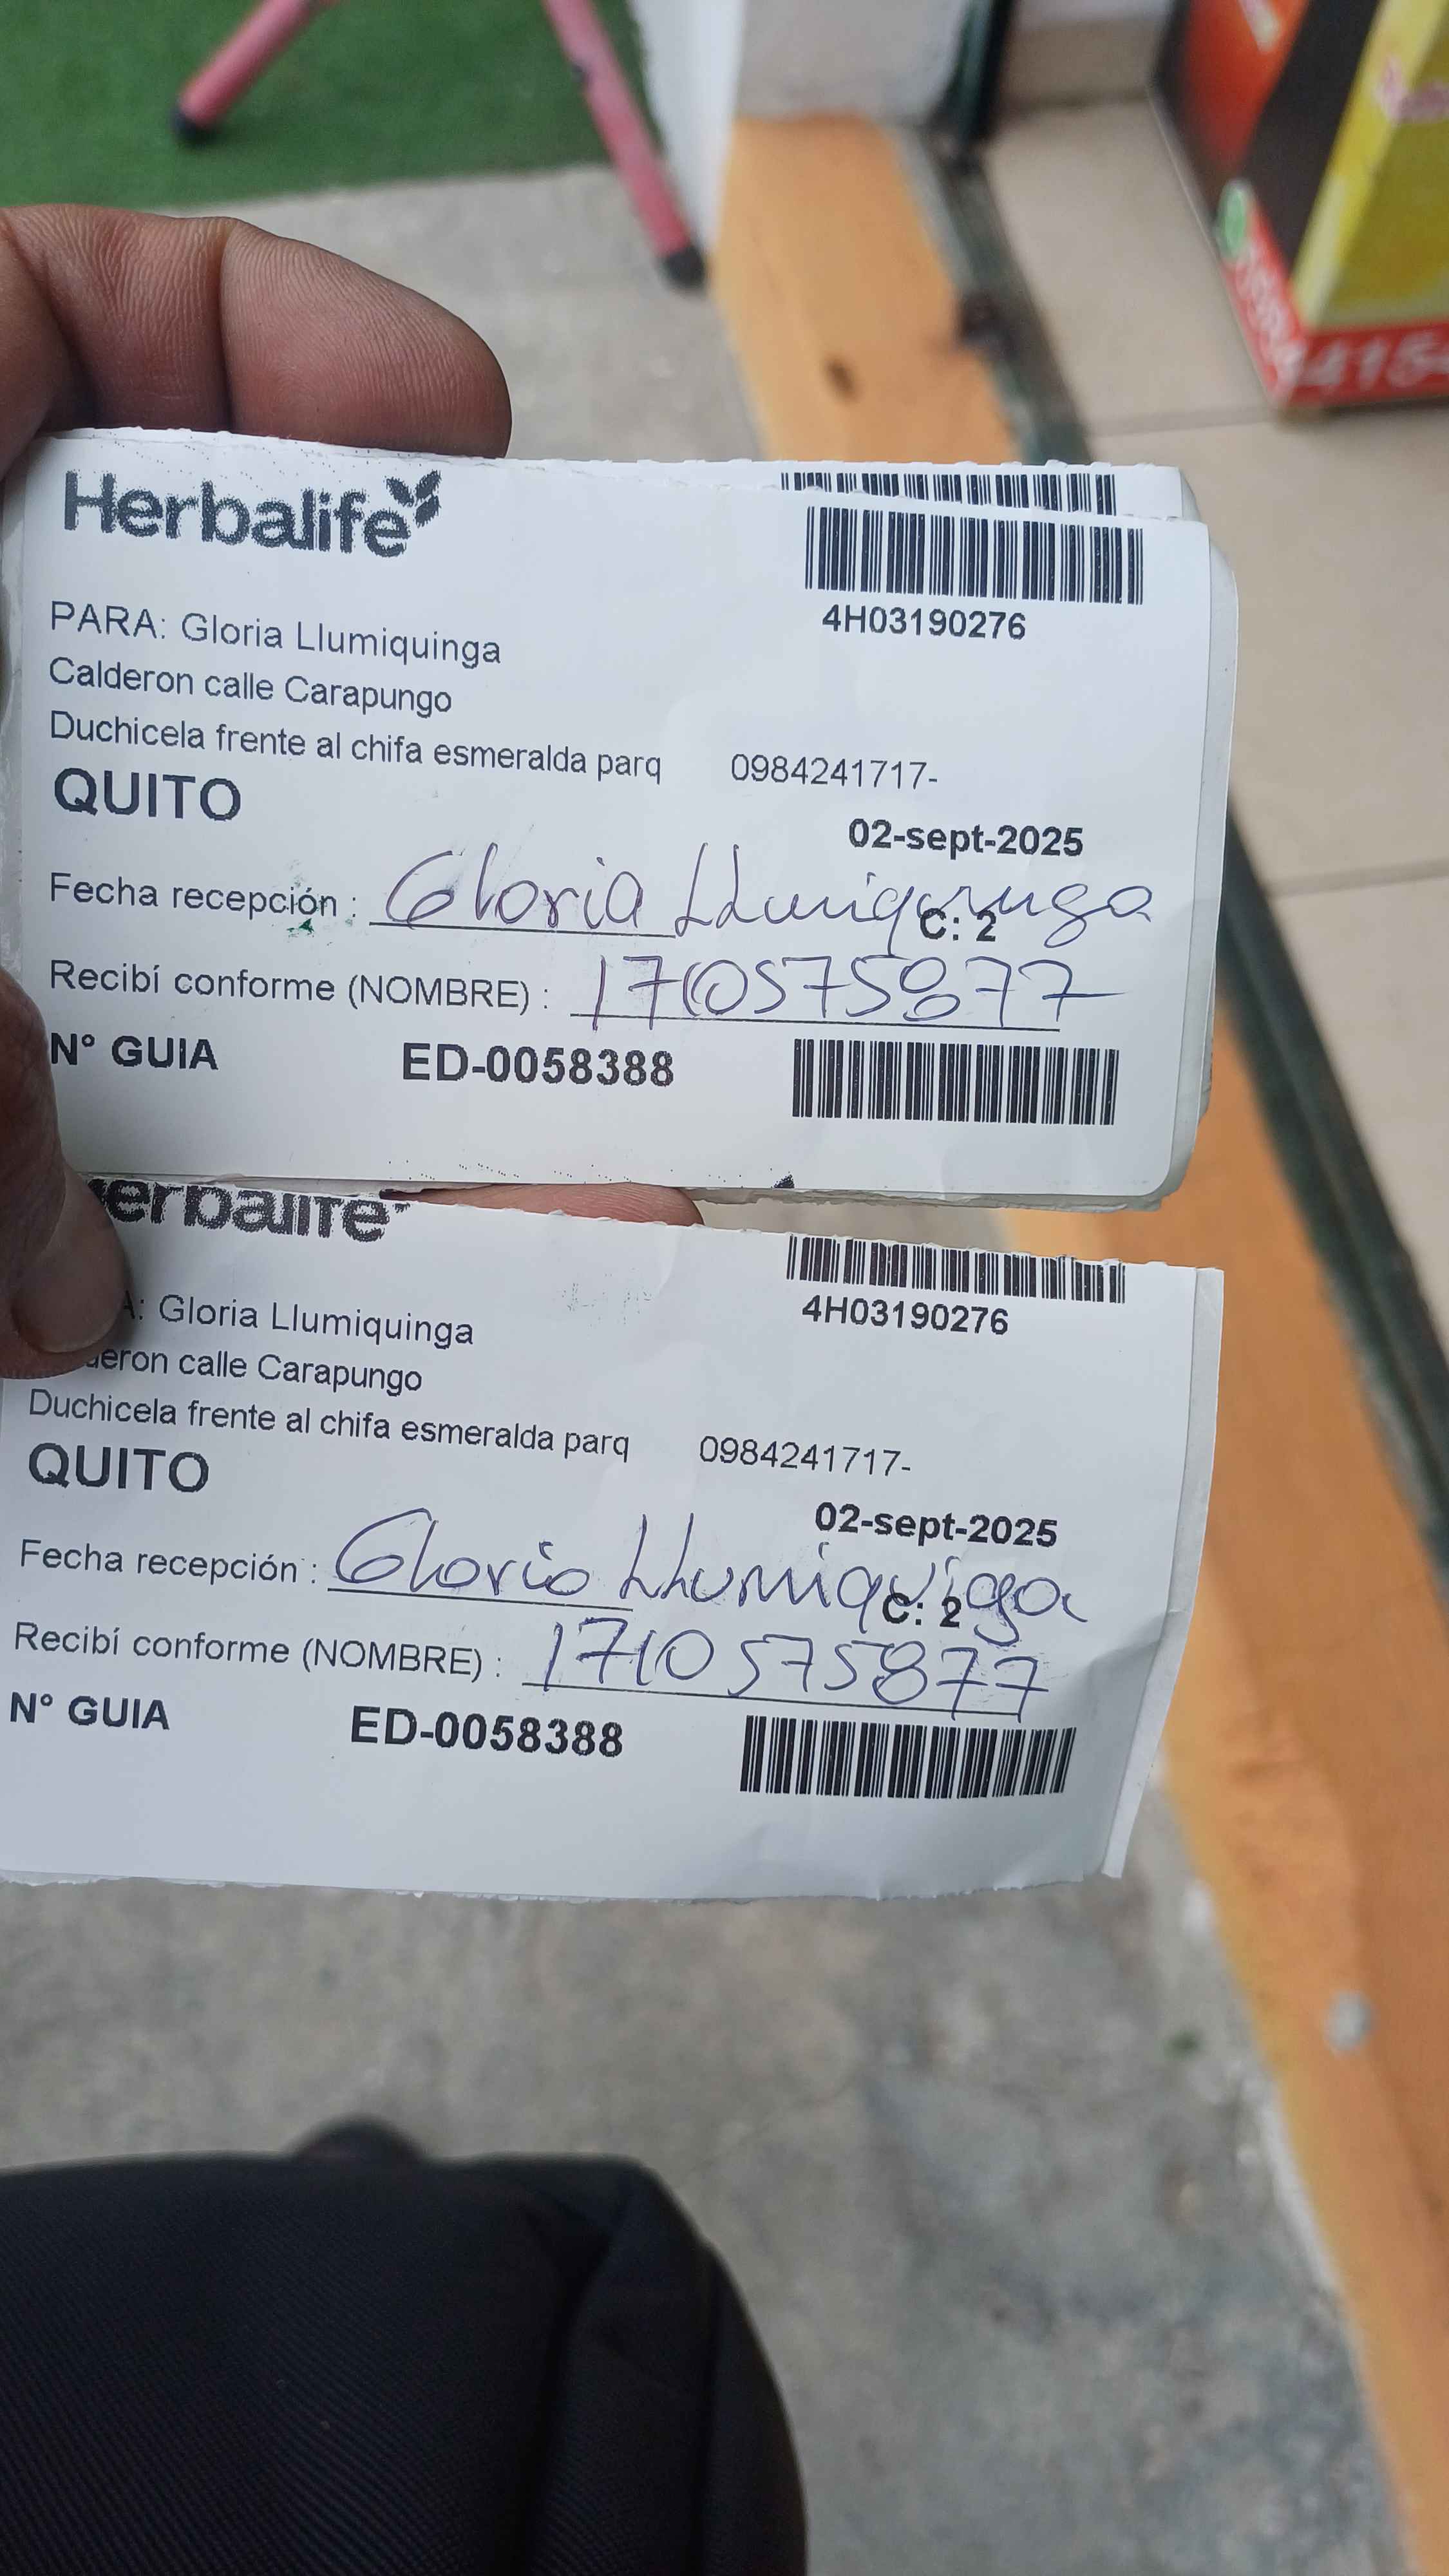 Herbalife
4H03190276
PARA: Gloria Llumiquinga
Calderon calle Carapungo
Duchicela frente al chifa esmeralda parq 0984241717-
QUITO
02-sept-2025
Fecha recepción : Gloria Llumiquinga
C: 2
Recibí conforme (NOMBRE) : 1710575877
N° GUIA ED-0058388
erbalife
4H03190276
A: Gloria Llumiquinga
deron calle Carapungo
Duchicela frente al chifa esmeralda parq 0984241717-
QUITO
02-sept-2025
Fecha recepción : Gloria Llumiquiga
C: 2
Recibí conforme (NOMBRE) : 1710575877
N° GUIA ED-0058388